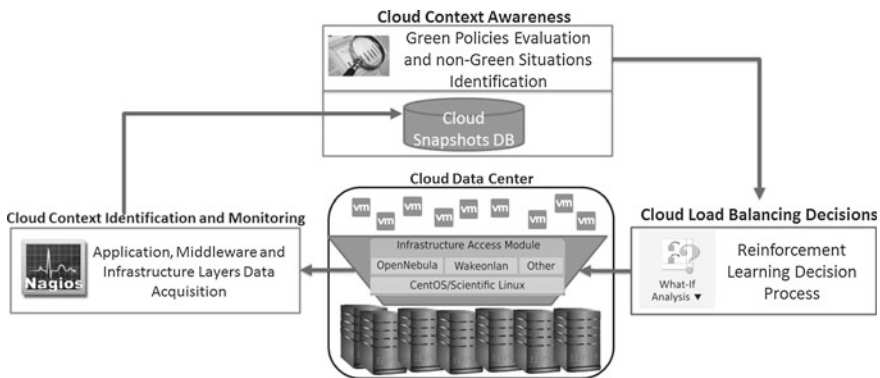 Cloud Context Awareness
Green Policies Evaluation
and non-Green Situations
Identification
Cloud
Snapshots DB
Cloud Data Center
vm vm vm vm vm vm vm vm vm
Infrastructure Access Module
OpenNebula Wakeonlan Other
CentOS/Scientific Linux
Cloud Context Identification and Monitoring
Nagios
Application, Middleware and
Infrastructure Layers Data
Acquisition
Cloud Load Balancing Decisions
What-If
Analysis ▼
Reinforcement
Learning Decision
Process